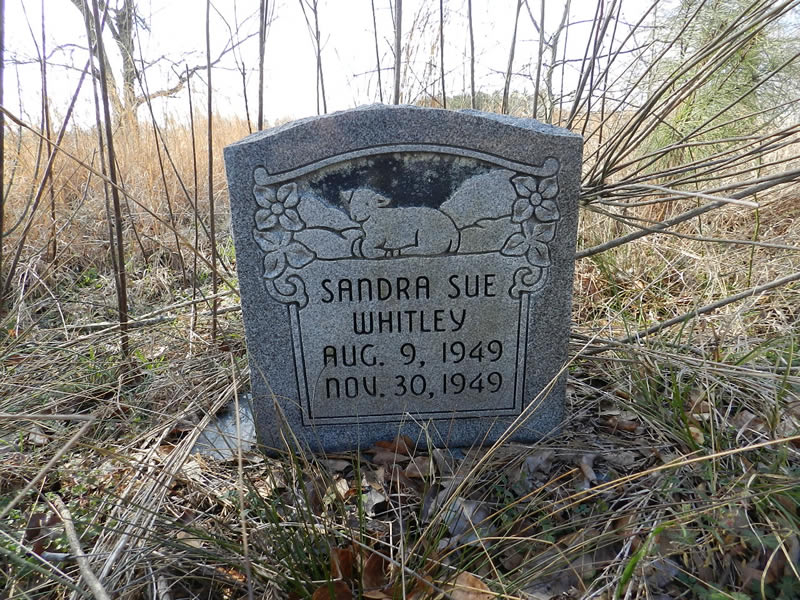 SANDRA SUE
WHITLEY
AUG. 9, 1949
NOV. 30, 1949